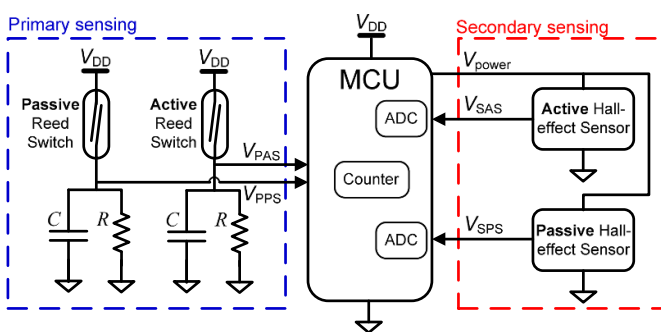 Primary sensing
Secondary sensing
VDD
VDD
VDD
Passive
Reed
Switch
Active
Reed
Switch
MCU
Vpower
ADC
VSAS
Active Hall-
effect Sensor
VPAS
Counter
VPPS
C
R
C
R
ADC
VSPS
Passive Hall-
effect Sensor